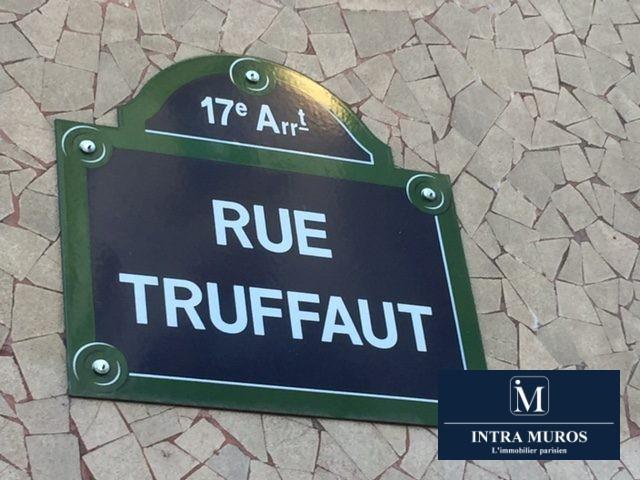 17e Arrt
RUE
TRUFFAUT
iM
INTRA MUROS
L'immobilier parisien